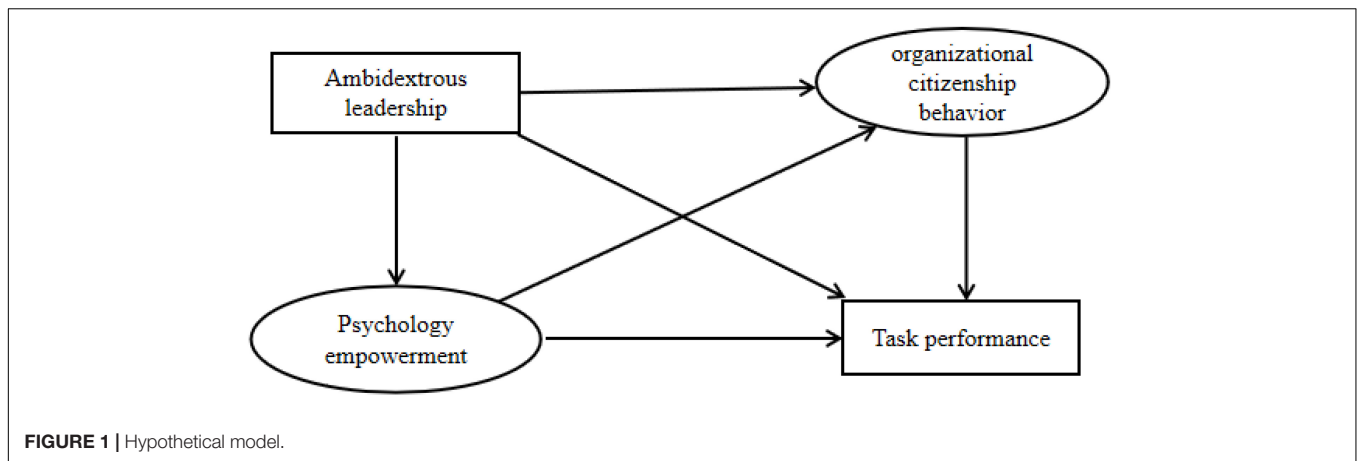 Ambidextrous
leadership
organizational
citizenship
behavior
Psychology
empowerment
Task performance
FIGURE 1 | Hypothetical model.